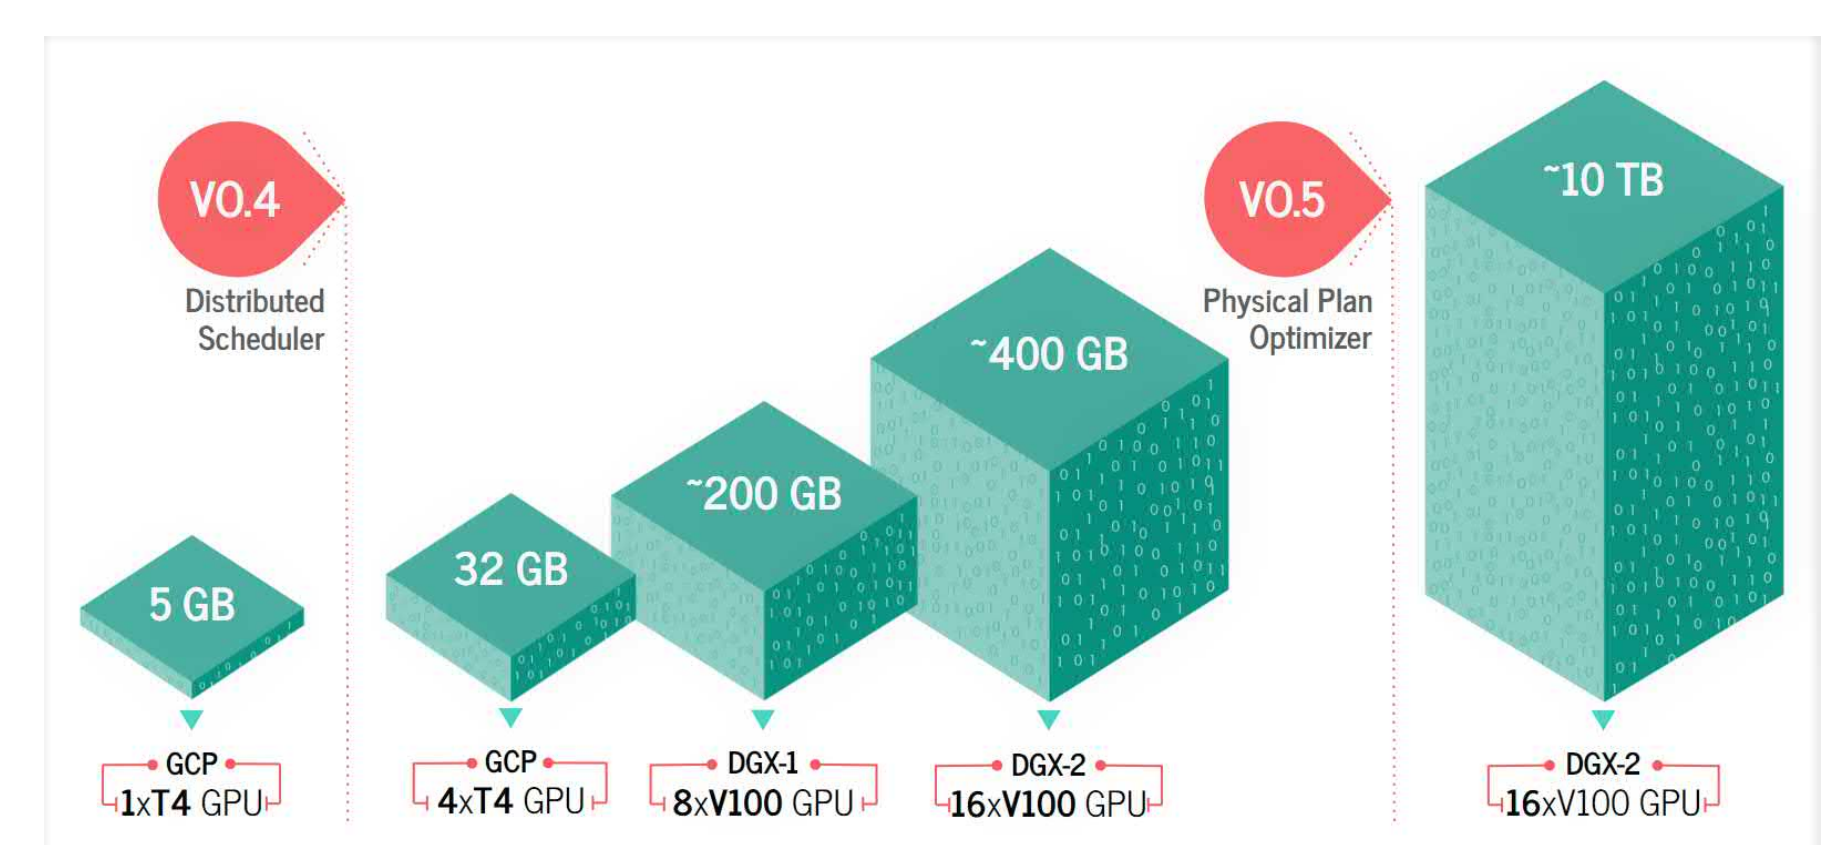 V0.4
Distributed
Scheduler
V0.5
Physical Plan
Optimizer
5 GB
32 GB
~200 GB
~400 GB
~10 TB
GCP
1xT4 GPU
GCP
4xT4 GPU
DGX-1
8xV100 GPU
DGX-2
16xV100 GPU
DGX-2
16xV100 GPU